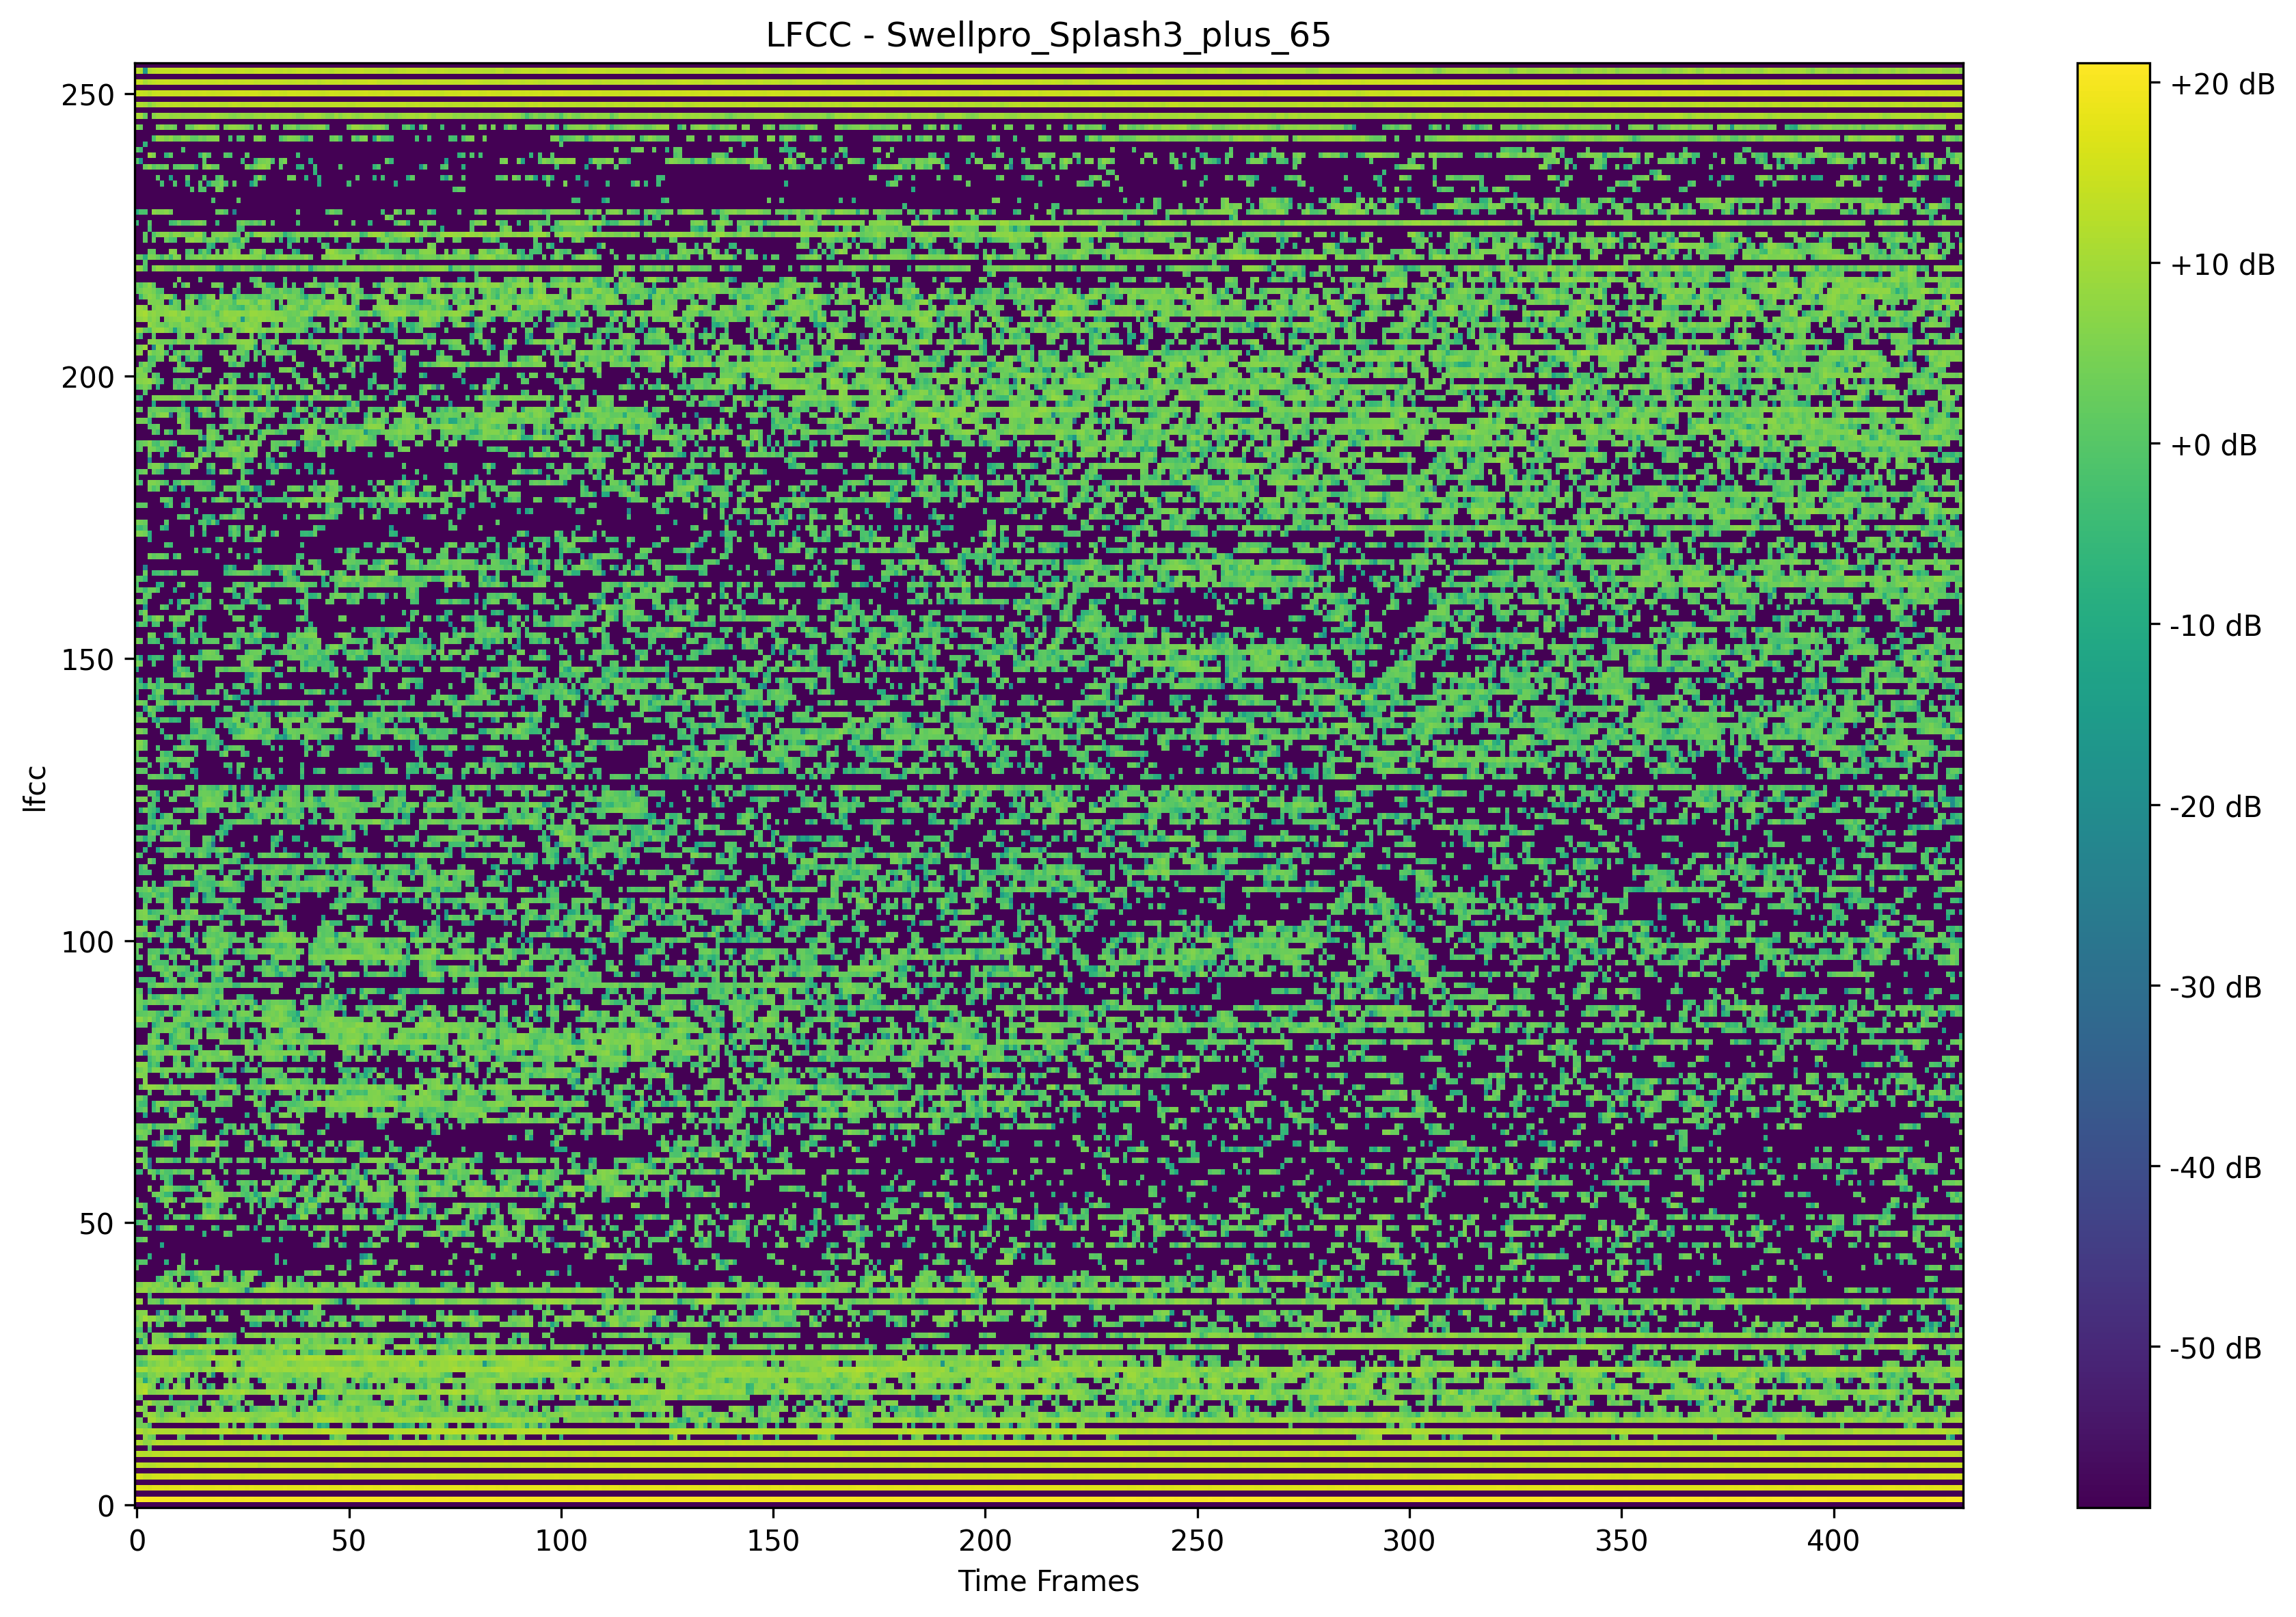 LFCC - Swellpro_Splash3_plus_65
250
200
150
100
50
0
lfcc
0 50 100 150 200 250 300 350 400
Time Frames
+20 dB
+10 dB
+0 dB
-10 dB
-20 dB
-30 dB
-40 dB
-50 dB